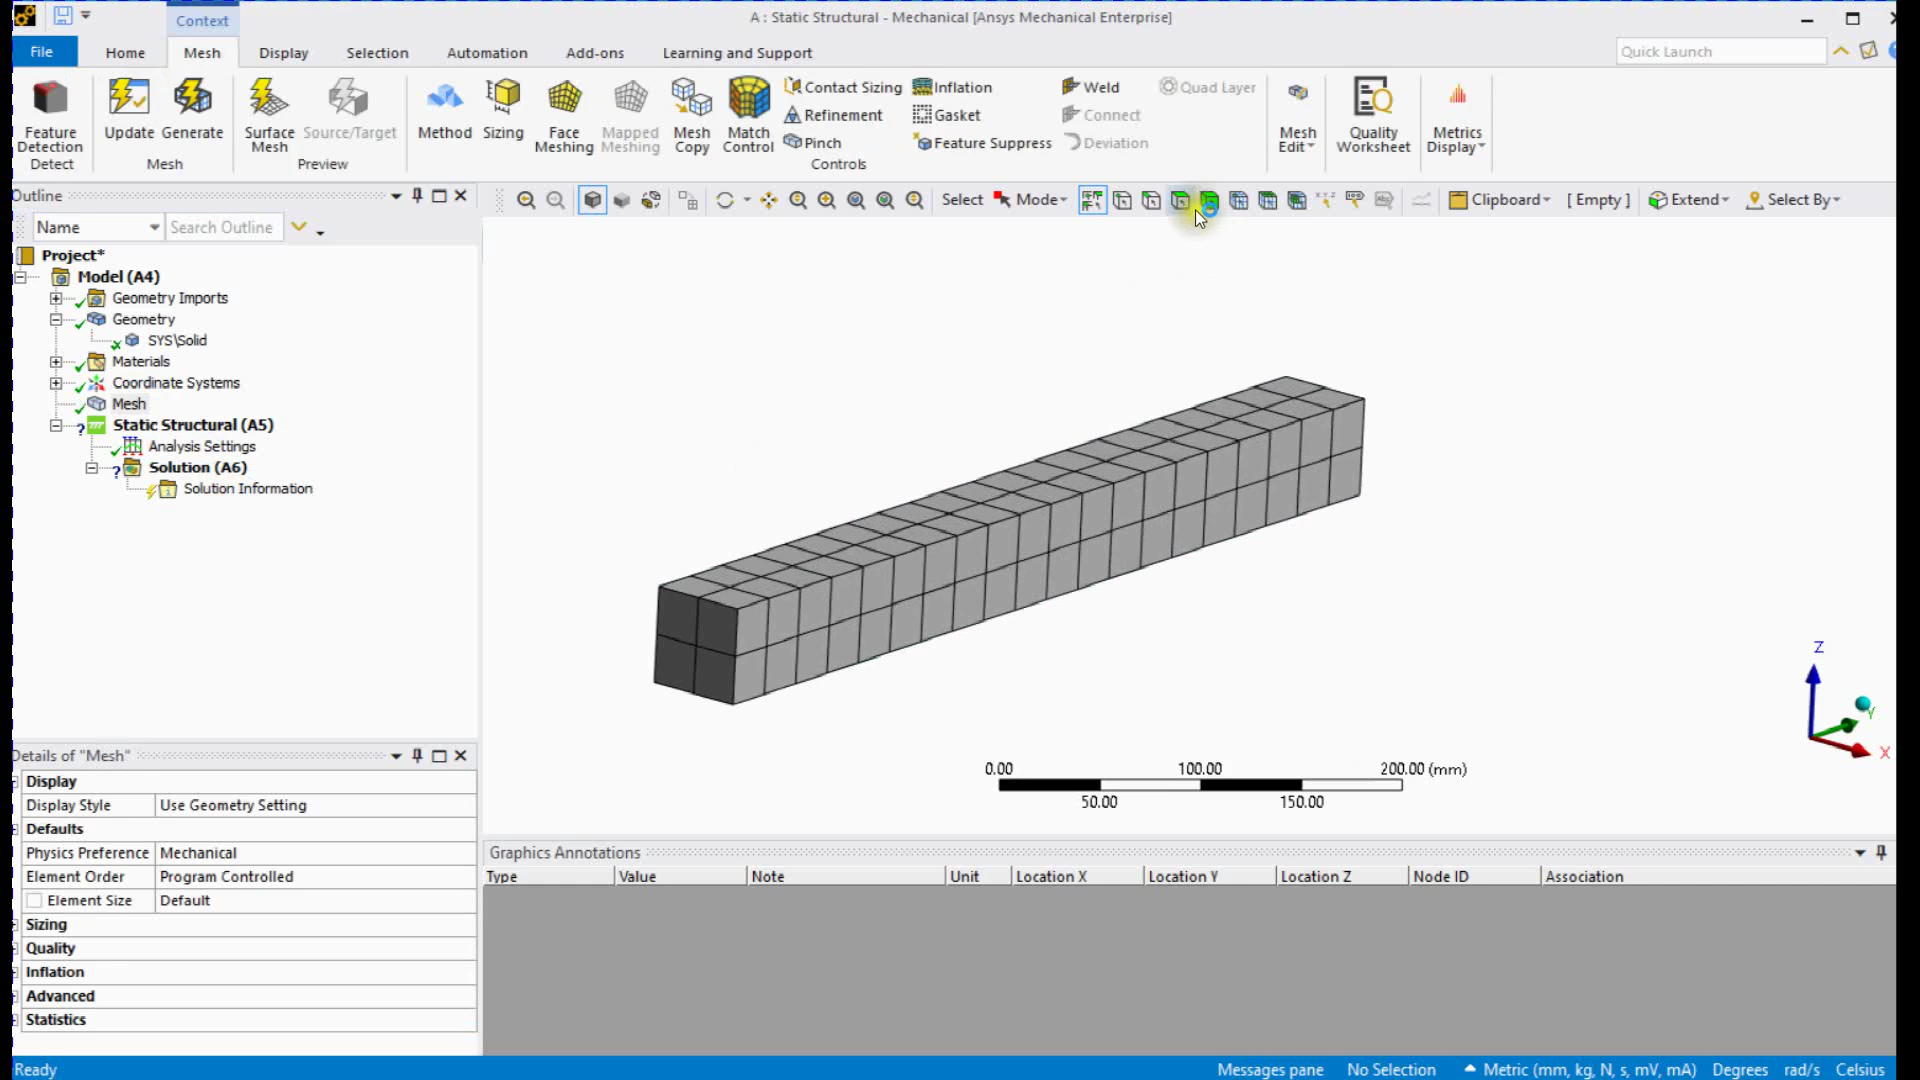 Context
A : Static Structural - Mechanical [Ansys Mechanical Enterprise]
File Home Mesh Display Selection Automation Add-ons Learning and Support Quick Launch
Feature Detection
Detect
Update
Generate
Mesh
Surface Mesh
Source/Target
Preview
Method
Sizing
Face Meshing
Mapped Meshing
Mesh Copy
Match Control
Contact Sizing
Refinement
Pinch
Inflation
Gasket
Feature Suppress
Weld
Connect
Deviation
Quad Layer
Controls
Mesh Edit
Quality Worksheet
Metrics Display
Outline
Name Search Outline
Select Mode Clipboard [ Empty ] Extend Select By
Project*
Model (A4)
Geometry Imports
Geometry
SYS\Solid
Materials
Coordinate Systems
Mesh
Static Structural (A5)
Analysis Settings
Solution (A6)
Solution Information
Z
Y
X
0.00 100.00 200.00 (mm)
50.00 150.00
Details of "Mesh"
Display
Display Style Use Geometry Setting
Defaults
Physics Preference Mechanical
Element Order Program Controlled
Element Size Default
Sizing
Quality
Inflation
Advanced
Statistics
Graphics Annotations
Type Value Note Unit Location X Location Y Location Z Node ID Association
Ready Messages pane No Selection Metric (mm, kg, N, s, mV, mA) Degrees rad/s Celsius